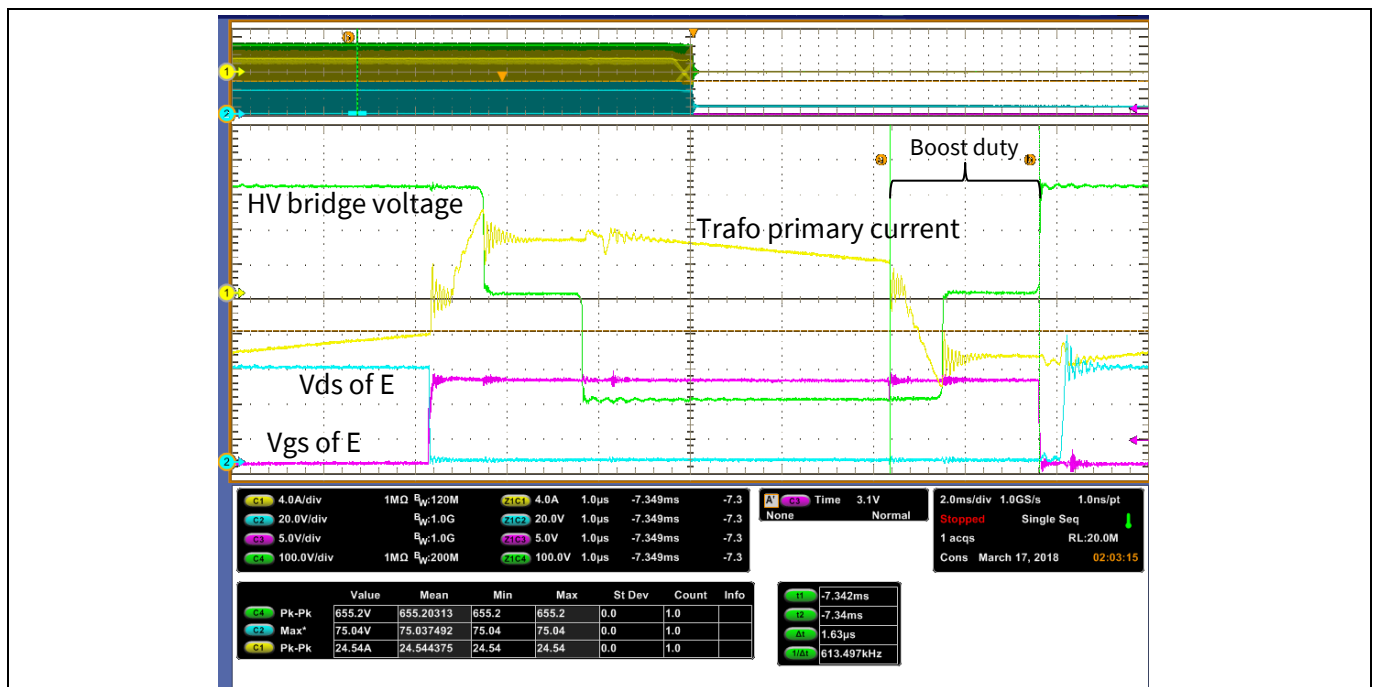 b
1
2
Boost duty
a
b
HV bridge voltage
Trafo primary current
1
Vds of E
Vgs of E
2
C1 4.0A/div 1MΩ BW:120M Z1C1 4.0A 1.0µs -7.349ms -7.3
C2 20.0V/div BW:1.0G Z1C2 20.0V 1.0µs -7.349ms -7.3
C3 5.0V/div BW:1.0G Z1C3 5.0V 1.0µs -7.349ms -7.3
C4 100.0V/div 1MΩ BW:200M Z1C4 100.0V 1.0µs -7.349ms -7.3
A' C3 Time 3.1V
None Normal
2.0ms/div 1.0GS/s 1.0ns/pt
Stopped Single Seq
1 acqs RL:20.0M
Cons March 17, 2018 02:03:15
Value Mean Min Max St Dev Count Info
C4 Pk-Pk 655.2V 655.20313 655.2 655.2 0.0 1.0
C2 Max* 75.04V 75.037492 75.04 75.04 0.0 1.0
C1 Pk-Pk 24.54A 24.544375 24.54 24.54 0.0 1.0
t1 -7.342ms
t2 -7.34ms
Δt 1.63µs
1/Δt 613.497kHz